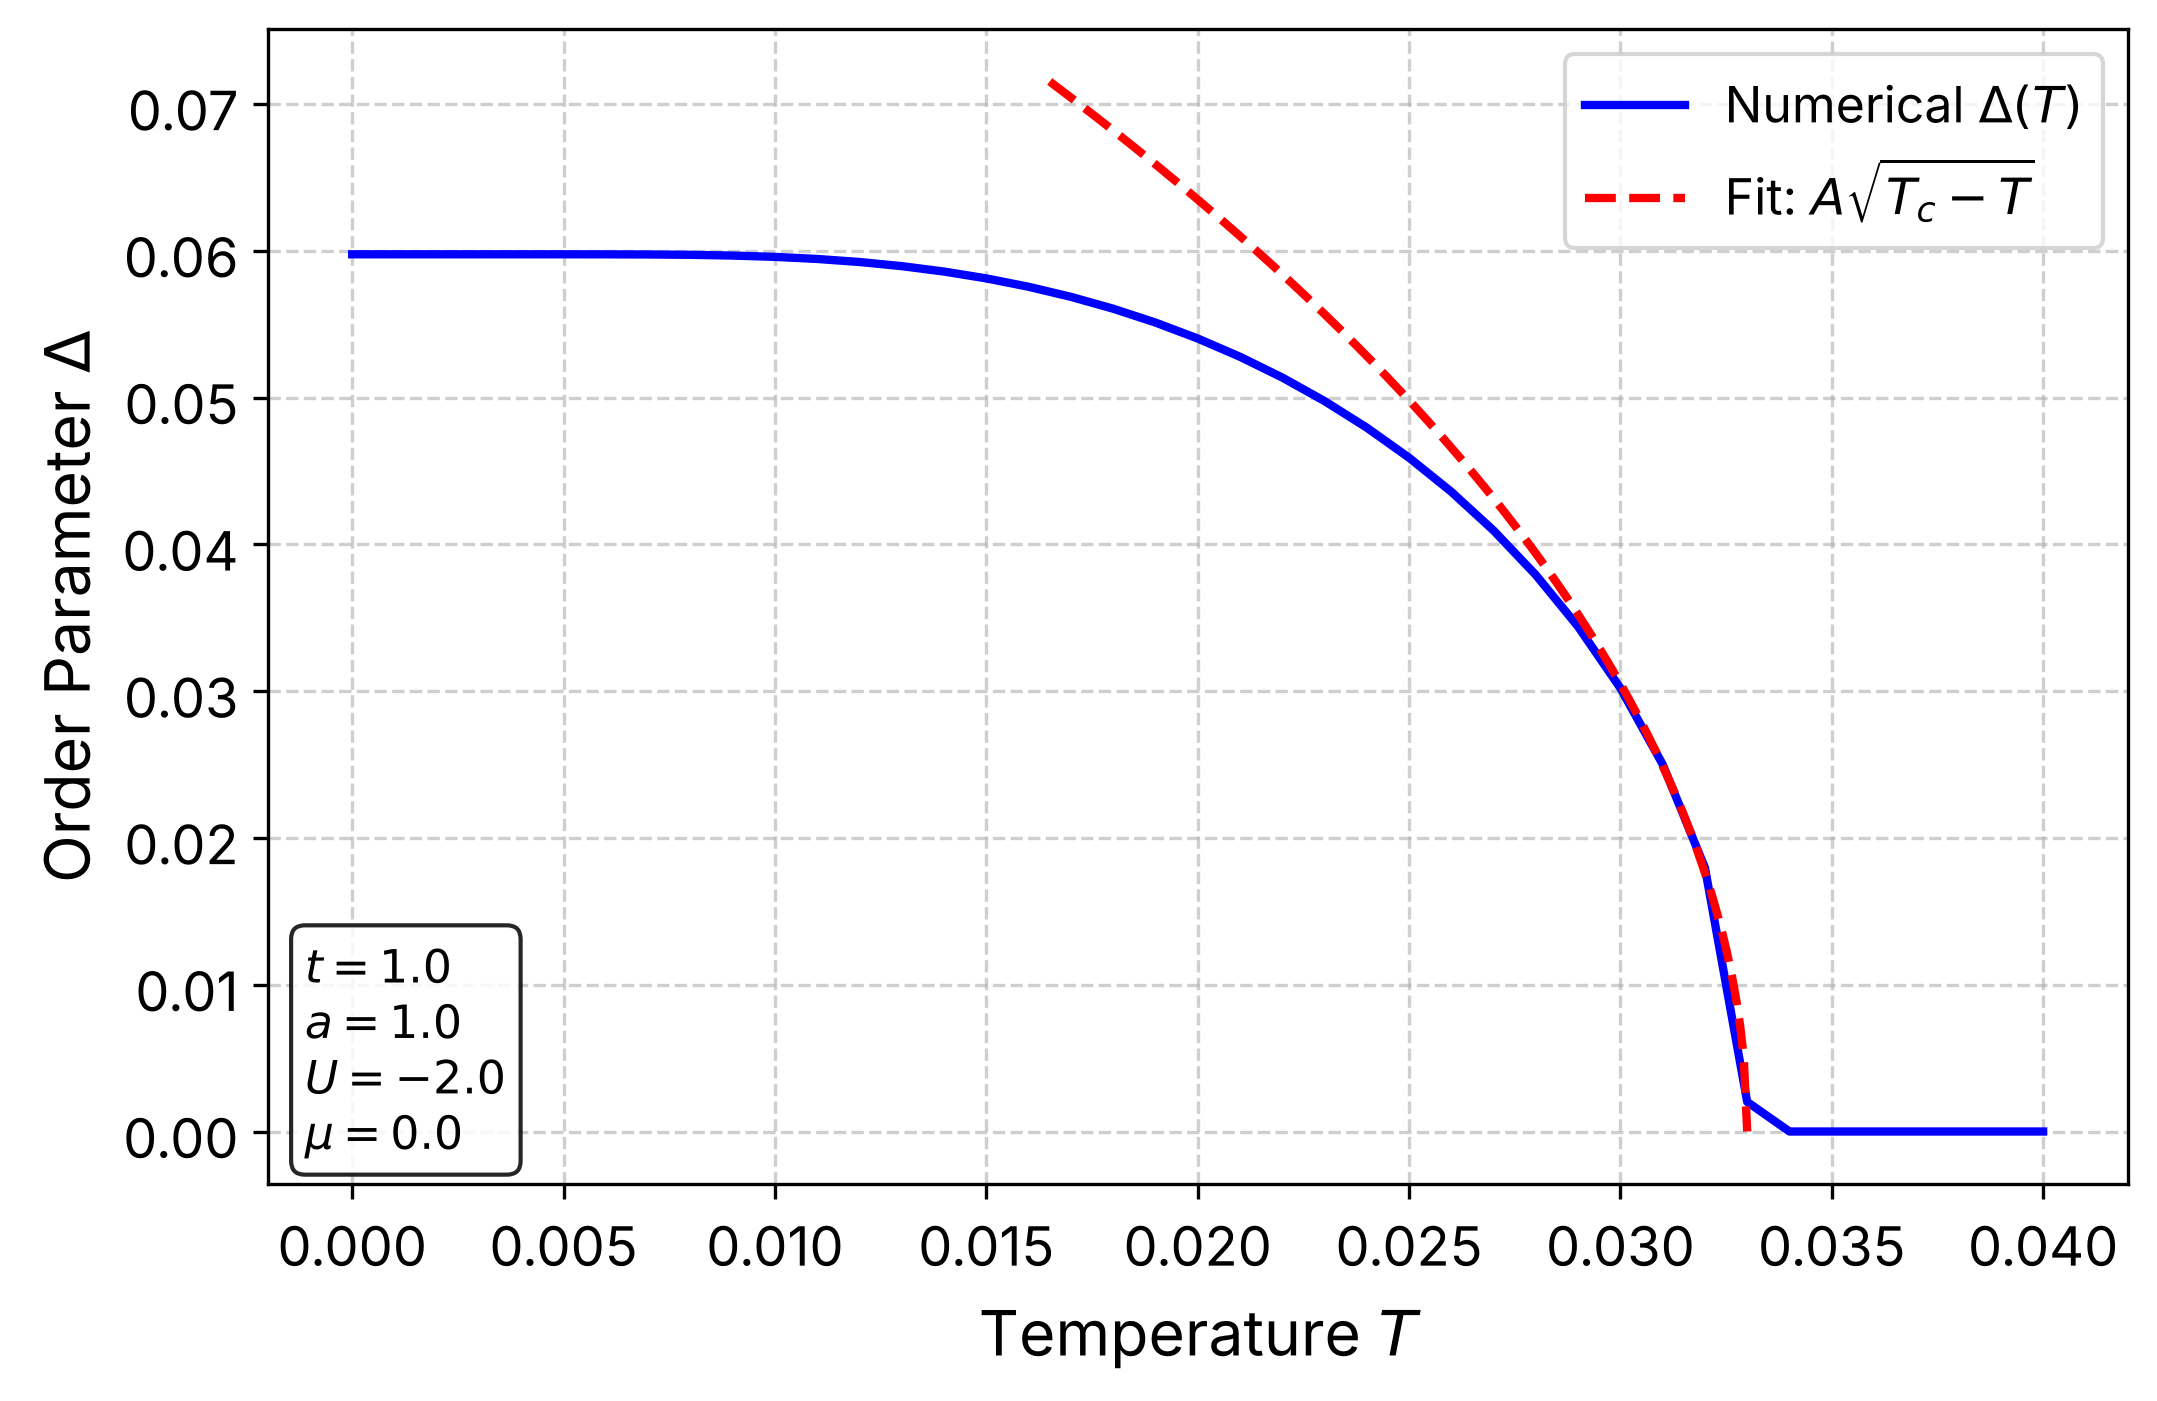 0.07
0.06
0.05
0.04
0.03
0.02
0.01
0.00
Order Parameter Δ
Numerical Δ(T)
Fit: A√T_c − T
t = 1.0
a = 1.0
U = −2.0
μ = 0.0
0.000 0.005 0.010 0.015 0.020 0.025 0.030 0.035 0.040
Temperature T